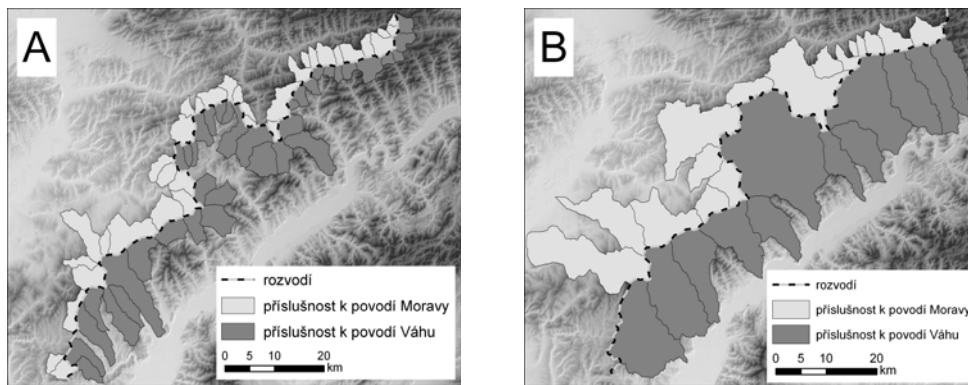 A
rozvodí
příslušnost k povodí Moravy
příslušnost k povodí Váhu
0 5 10 20
km
B
rozvodí
příslušnost k povodí Moravy
příslušnost k povodí Váhu
0 5 10 20
km